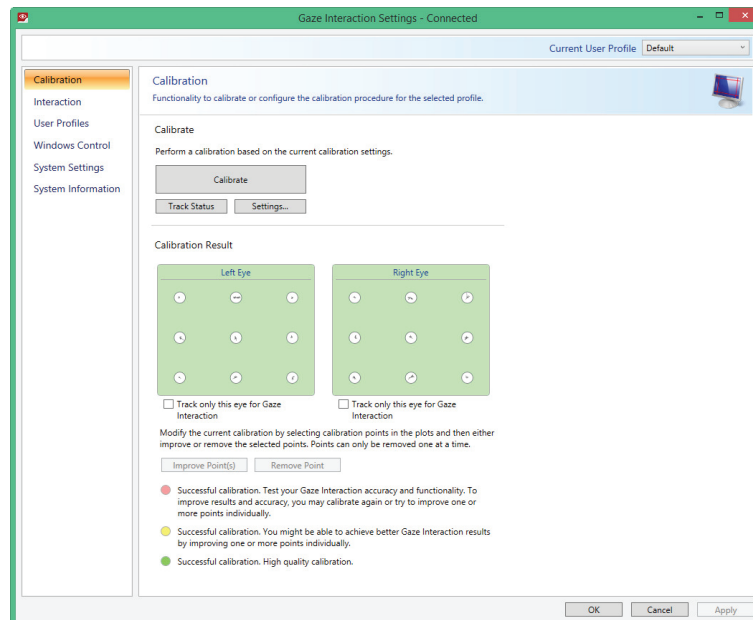 Gaze Interaction Settings - Connected
Current User Profile Default
Calibration
Interaction
User Profiles
Windows Control
System Settings
System Information
Calibration
Functionality to calibrate or configure the calibration procedure for the selected profile.
Calibrate
Perform a calibration based on the current calibration settings.
Calibrate
Track Status Settings...
Calibration Result
Left Eye Right Eye
Track only this eye for Gaze
Interaction
Track only this eye for Gaze
Interaction
Modify the current calibration by selecting calibration points in the plots and then either
improve or remove the selected points. Points can only be removed one at a time.
Improve Point(s) Remove Point
Successful calibration. Test your Gaze Interaction accuracy and functionality. To
improve results and accuracy, you may calibrate again or try to improve one or
more points individually.
Successful calibration. You might be able to achieve better Gaze Interaction results
by improving one or more points individually.
Successful calibration. High quality calibration.
OK Cancel Apply